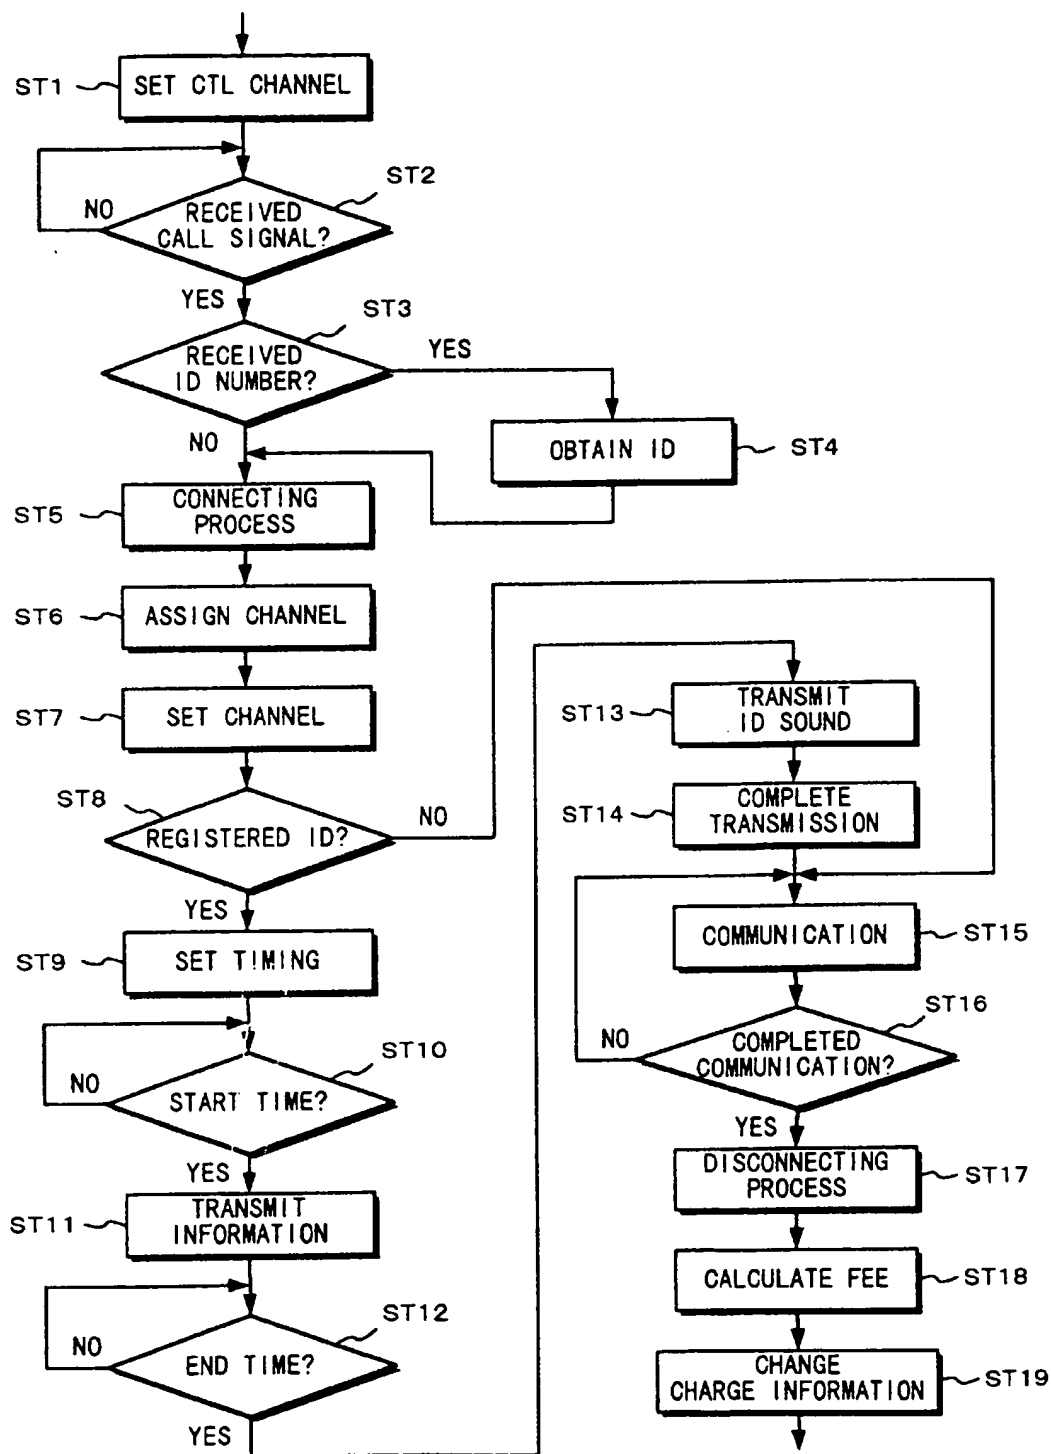 ST1
SET CTL CHANNEL
ST2
NO
RECEIVED
CALL SIGNAL?
YES
ST3
RECEIVED
ID NUMBER?
YES
NO
OBTAIN ID
ST4
ST5
CONNECTING
PROCESS
ST6
ASSIGN CHANNEL
ST7
SET CHANNEL
ST8
REGISTERED ID?
NO
YES
ST9
SET TIMING
ST10
NO
START TIME?
YES
ST11
TRANSMIT
INFORMATION
ST12
NO
END TIME?
YES
ST13
TRANSMIT
ID SOUND
ST14
COMPLETE
TRANSMISSION
COMMUNICATION
ST15
ST16
NO
COMPLETED
COMMUNICATION?
YES
DISCONNECTING
PROCESS
ST17
CALCULATE FEE
ST18
CHANGE
CHARGE INFORMATION
ST19